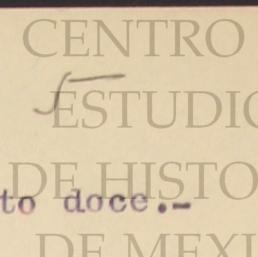 CENTRO
ESTUDIO
to doce.-
DE HISTO
DE MEXI